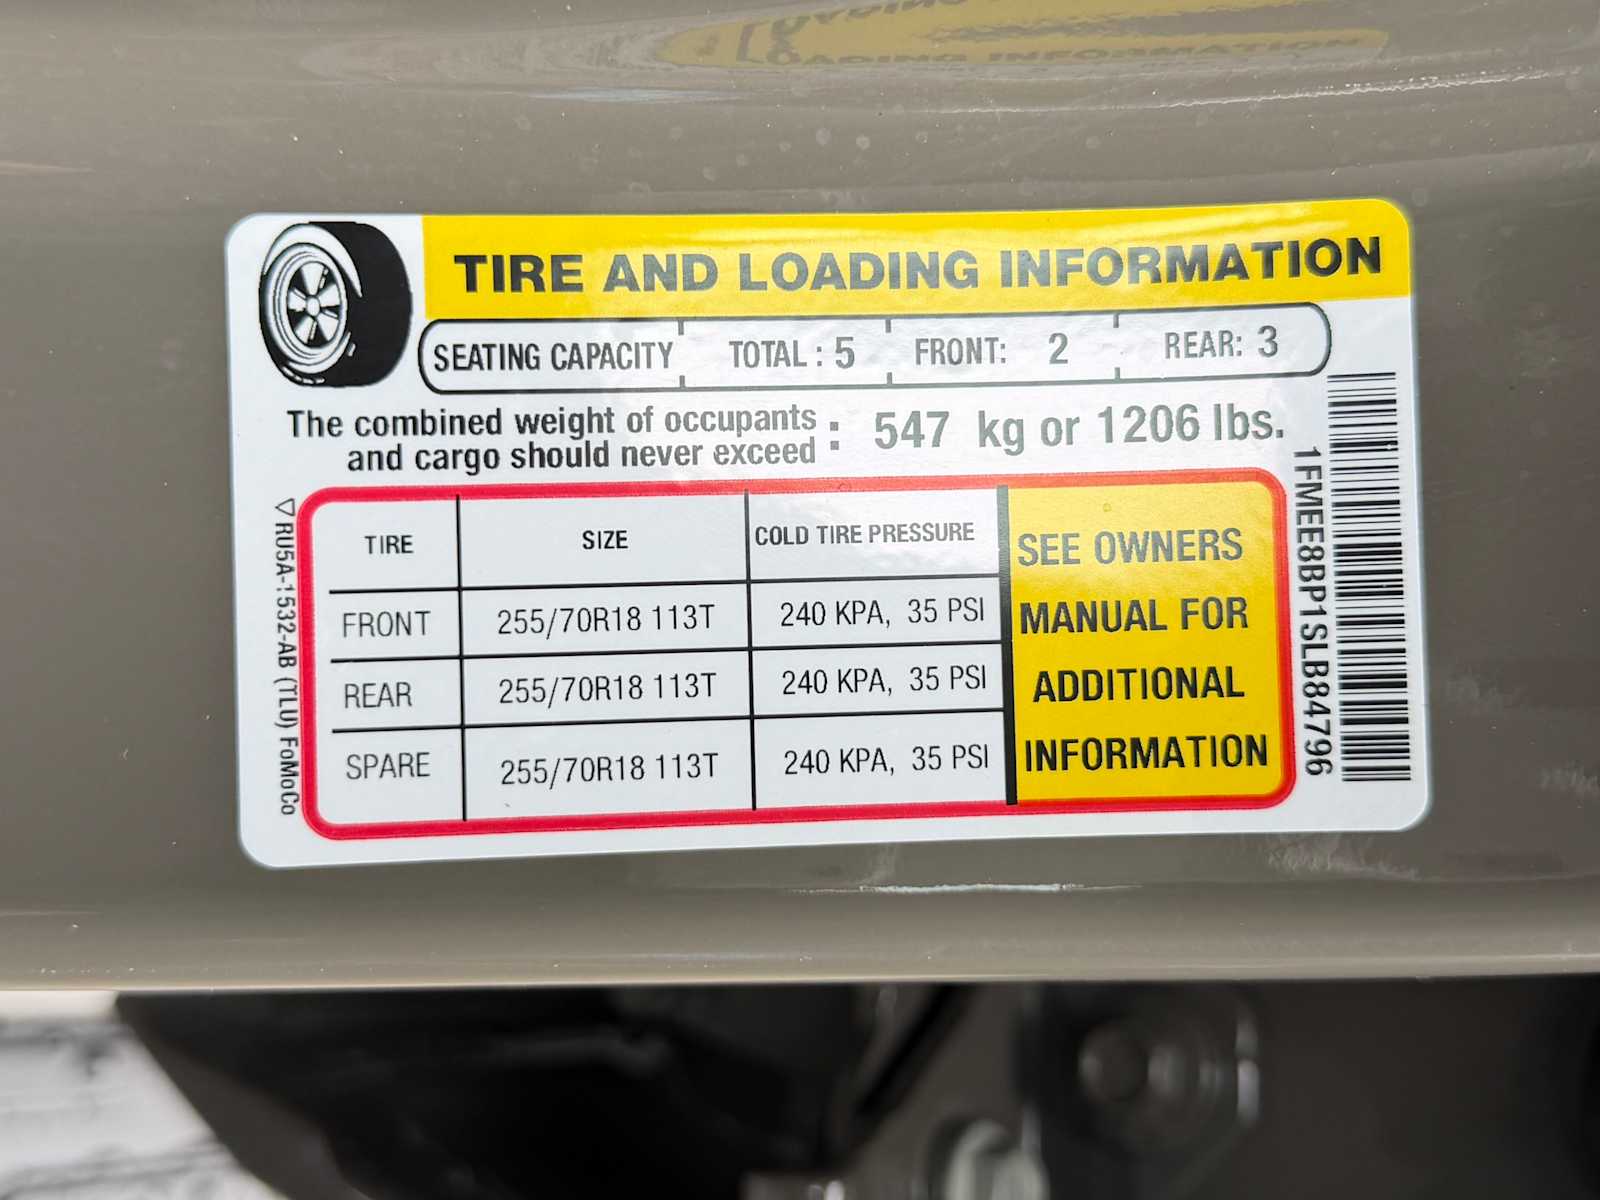 TIRE AND LOADING INFORMATION
SEATING CAPACITY TOTAL : 5 FRONT: 2 REAR: 3
The combined weight of occupants
and cargo should never exceed : 547 kg or 1206 lbs.
TIRE SIZE COLD TIRE PRESSURE
FRONT 255/70R18 113T 240 KPA, 35 PSI
REAR 255/70R18 113T 240 KPA, 35 PSI
SPARE 255/70R18 113T 240 KPA, 35 PSI
SEE OWNERS
MANUAL FOR
ADDITIONAL
INFORMATION
1FMEE8BP1SLB84796
RU5A-1532-AB (TLU) FoMoCo
LOADING INFORMATION